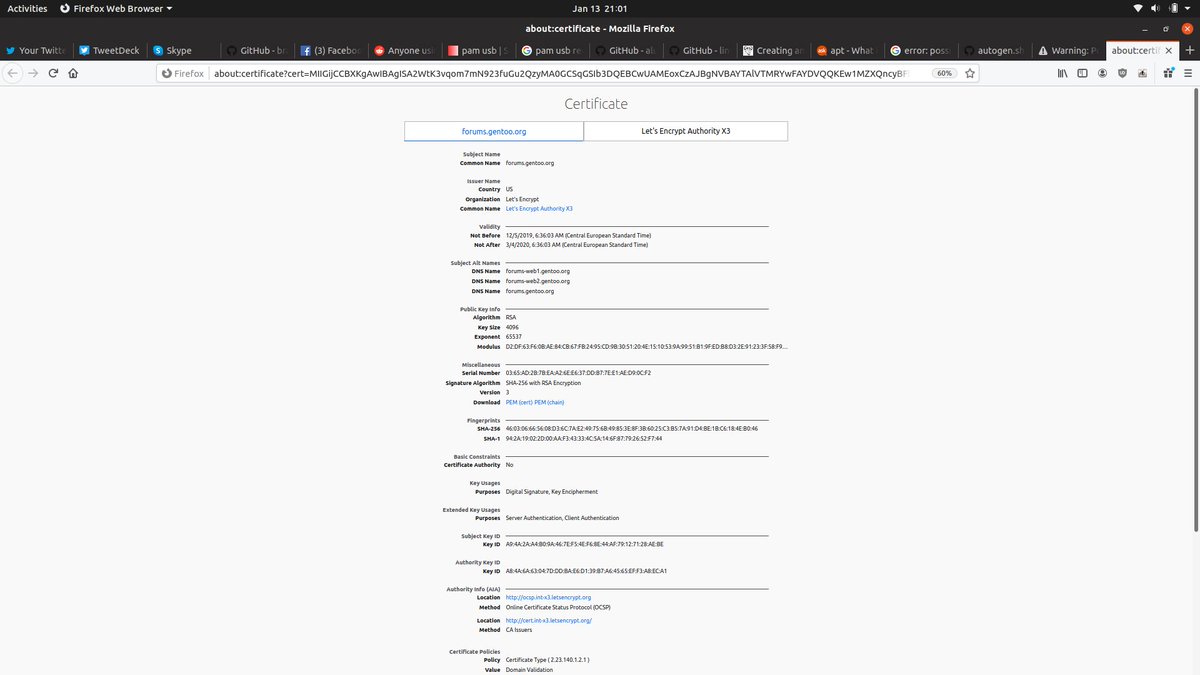 Activities Firefox Web Browser Jan 13 21:01
about:certificate - Mozilla Firefox
Your Twitt TweetDeck Skype GitHub - br (3) Faceboo Anyone usi pam usb | S pam usb re GitHub - al GitHub - lin Creating an apt - What error: poss autogen.sh Warning: P about:certif
Firefox about:certificate?cert=MIIGijCCBXKgAwIBAgISA2WtK3vqom7mN923fuGu2QzyMA0GCSqGSIb3DQEBCwUAMEoxCzAJBgNVBAYTAlVTMRYwFAYDVQQKEw1MZXQncyBF 60%
Certificate
forums.gentoo.org Let's Encrypt Authority X3
Subject Name
Common Name forums.gentoo.org
Issuer Name
Country US
Organization Let's Encrypt
Common Name Let's Encrypt Authority X3
Validity
Not Before 12/5/2019, 6:36:03 AM (Central European Standard Time)
Not After 3/4/2020, 6:36:03 AM (Central European Standard Time)
Subject Alt Names
DNS Name forums-web1.gentoo.org
DNS Name forums-web2.gentoo.org
DNS Name forums.gentoo.org
Public Key Info
Algorithm RSA
Key Size 4096
Exponent 65537
Modulus D2:DF:63:F6:0B:AE:84:CB:67:FB:24:95:CD:9B:30:51:20:4E:15:10:53:9A:99:51:B1:9F:ED:B8:D3:2E:91:23:3F:58:F9...
Miscellaneous
Serial Number 03:65:AD:2B:7B:EA:A2:6E:E6:37:DD:B7:7E:E1:AE:D9:0C:F2
Signature Algorithm SHA-256 with RSA Encryption
Version 3
Download PEM (cert) PEM (chain)
Fingerprints
SHA-256 46:03:06:66:56:08:D3:6C:7A:E2:49:75:6B:49:85:3E:8F:3B:60:25:C3:B5:7A:91:D4:BE:1B:C6:18:4E:B0:46
SHA-1 94:2A:19:02:2D:00:AA:F3:43:33:4C:5A:14:6F:87:79:26:52:F7:44
Basic Constraints
Certificate Authority No
Key Usages
Purposes Digital Signature, Key Encipherment
Extended Key Usages
Purposes Server Authentication, Client Authentication
Subject Key ID
Key ID A9:4A:2A:A4:B0:9A:46:7E:F5:4E:F6:8E:44:AF:79:12:71:28:AE:BE
Authority Key ID
Key ID A8:4A:6A:63:04:7D:DD:BA:E6:D1:39:B7:A6:45:65:EF:F3:A8:EC:A1
Authority Info (AIA)
Location http://ocsp.int-x3.letsencrypt.org
Method Online Certificate Status Protocol (OCSP)
Location http://cert.int-x3.letsencrypt.org/
Method CA Issuers
Certificate Policies
Policy Certificate Type ( 2.23.140.1.2.1 )
Value Domain Validation